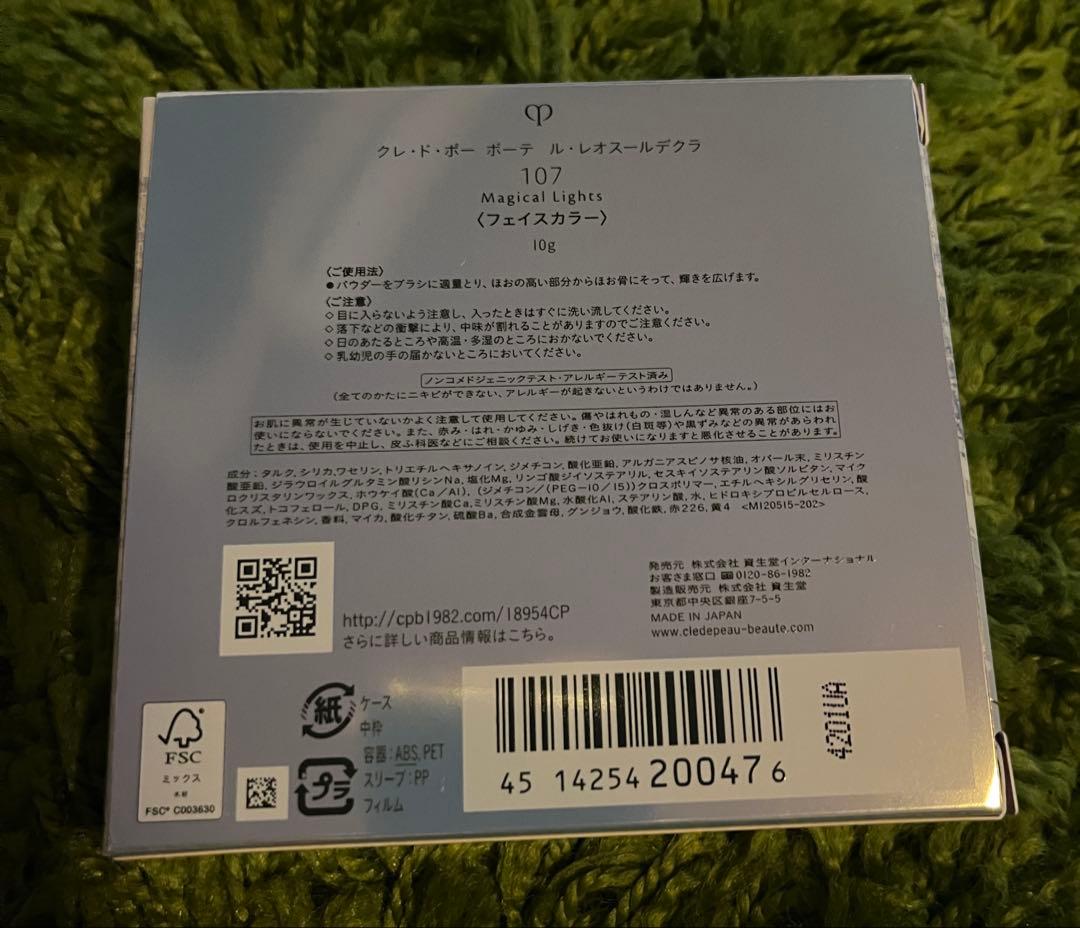 クレ・ド・ポー ボーテ ル・レオスールデクラ
107
Magical Lights
〈フェイスカラー〉
10g
〈ご使用法〉
●パウダーをブラシに適量とり、ほおの高い部分からほお骨にそって、輝きを広げます。
〈ご注意〉
◇目に入らないよう注意し、入ったときはすぐに洗い流してください。
◇落下などの衝撃により、中味が割れることがありますのでご注意ください。
◇日のあたるところや高温・多湿のところにおかないでください。
◇乳幼児の手の届かないところにおいてください。
ノンコメドジェニックテスト・アレルギーテスト済み
(全てのかたにニキビができない、アレルギーが起きないというわけではありません。)
お肌に異常が生じていないかよく注意して使用してください。傷やはれもの・湿しんなど異常のある部位にはお
使いにならないでください。また、赤み・はれ・かゆみ・しげき・色抜け(白斑等)や黒ずみなどの異常があらわれ
たときは、使用を中止し、皮ふ科医などにご相談ください。続けてお使いになりますと悪化させることがあります。
成分:タルク,シリカ,ワセリン,トリエチルヘキサノイン,ジメチコン,酸化亜鉛,アルガニアスピノサ核油,オパール末,ミリスチン
酸亜鉛,ジラウロイルグルタミン酸リシンNa,塩化Mg,リンゴ酸ジイソステアリル,セスキイソステアリン酸ソルビタン,マイク
ロクリスタリンワックス,ホウケイ酸(Ca/Al),(ジメチコン/(PEG-10/15))クロスポリマー,エチルヘキシルグリセリン,酸
化スズ,トコフェロール,DPG,ミリスチン酸Ca,ミリスチン酸Mg,水酸化Al,ステアリン酸,水,ヒドロキシプロピルセルロース,
クロルフェネシン,香料,マイカ,酸化チタン,硫酸Ba,合成金雲母,グンジョウ,酸化鉄,赤226,黄4 <MI20515-202>
http://cpb1982.com/18954CP
さらに詳しい商品情報はこちら。
発売元 株式会社 資生堂インターナショナル
お客さま窓口 0120-86-1982
製造販売元 株式会社 資生堂
東京都中央区銀座7-5-5
MADE IN JAPAN
www.cledepeau-beaute.com
FSC
ミックス
木材
FSC® C003630
紙
ケース
中枠
プラ
容器:ABS,PET
スリーブ:PP
フィルム
45 14254 200476
4201UA